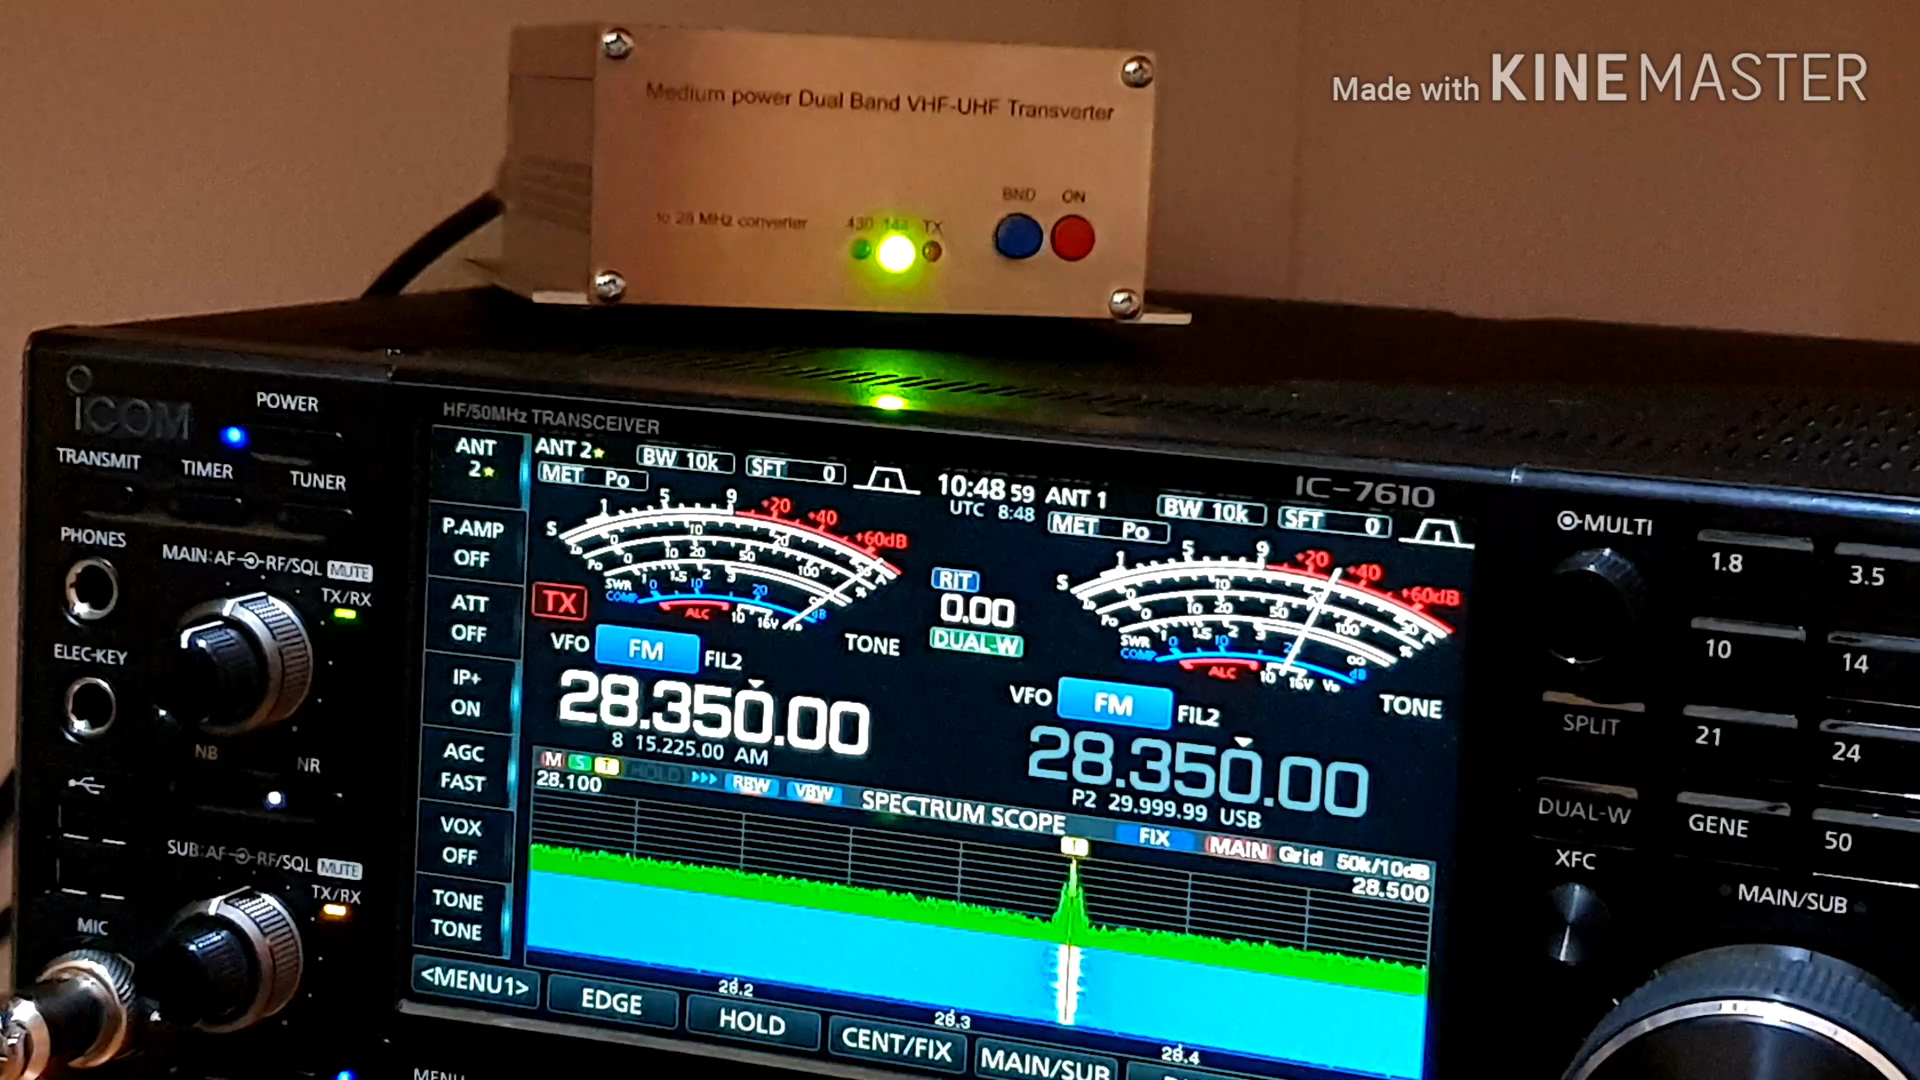 Made with KINEMASTER
Medium power Dual Band VHF-UHF Transverter
to 28 MHz converter
430 144 TX
BND ON
ICOM
POWER
TRANSMIT TIMER TUNER
PHONES
MAIN:AF RF/SQL MUTE
TX/RX
ELEC-KEY
NB NR
SUB:AF RF/SQL MUTE
TX/RX
MIC
HF/50MHz TRANSCEIVER
IC-7610
ANT 2
P.AMP OFF
ATT OFF
IP+ ON
AGC FAST
VOX OFF
TONE TONE
ANT 2 BW 10k SFT 0
MET Po
10:48 59
UTC 8:48
ANT 1 BW 10k SFT 0
MET Po
S 1 5 9 +20 +40 +60dB
SWR
COMP
ALC
TX
VFO FM FIL2 TONE
28.350.00
8 15.225.00 AM
RIT
0.00
DUAL-W
S 1 5 9 +20 +40 +60dB
SWR
COMP
ALC
VFO FM FIL2 TONE
28.350.00
P2 29.999.99 USB
M S T HOLD >>> RBW VBW SPECTRUM SCOPE FIX MAIN Grid 50k/10dB
28.100
28.500
28.2 28.3 28.4
<MENU1> EDGE HOLD CENT/FIX MAIN/SUB
MENU
MULTI
1.8 3.5
10 14
SPLIT 21 24
DUAL-W GENE 50
XFC
MAIN/SUB